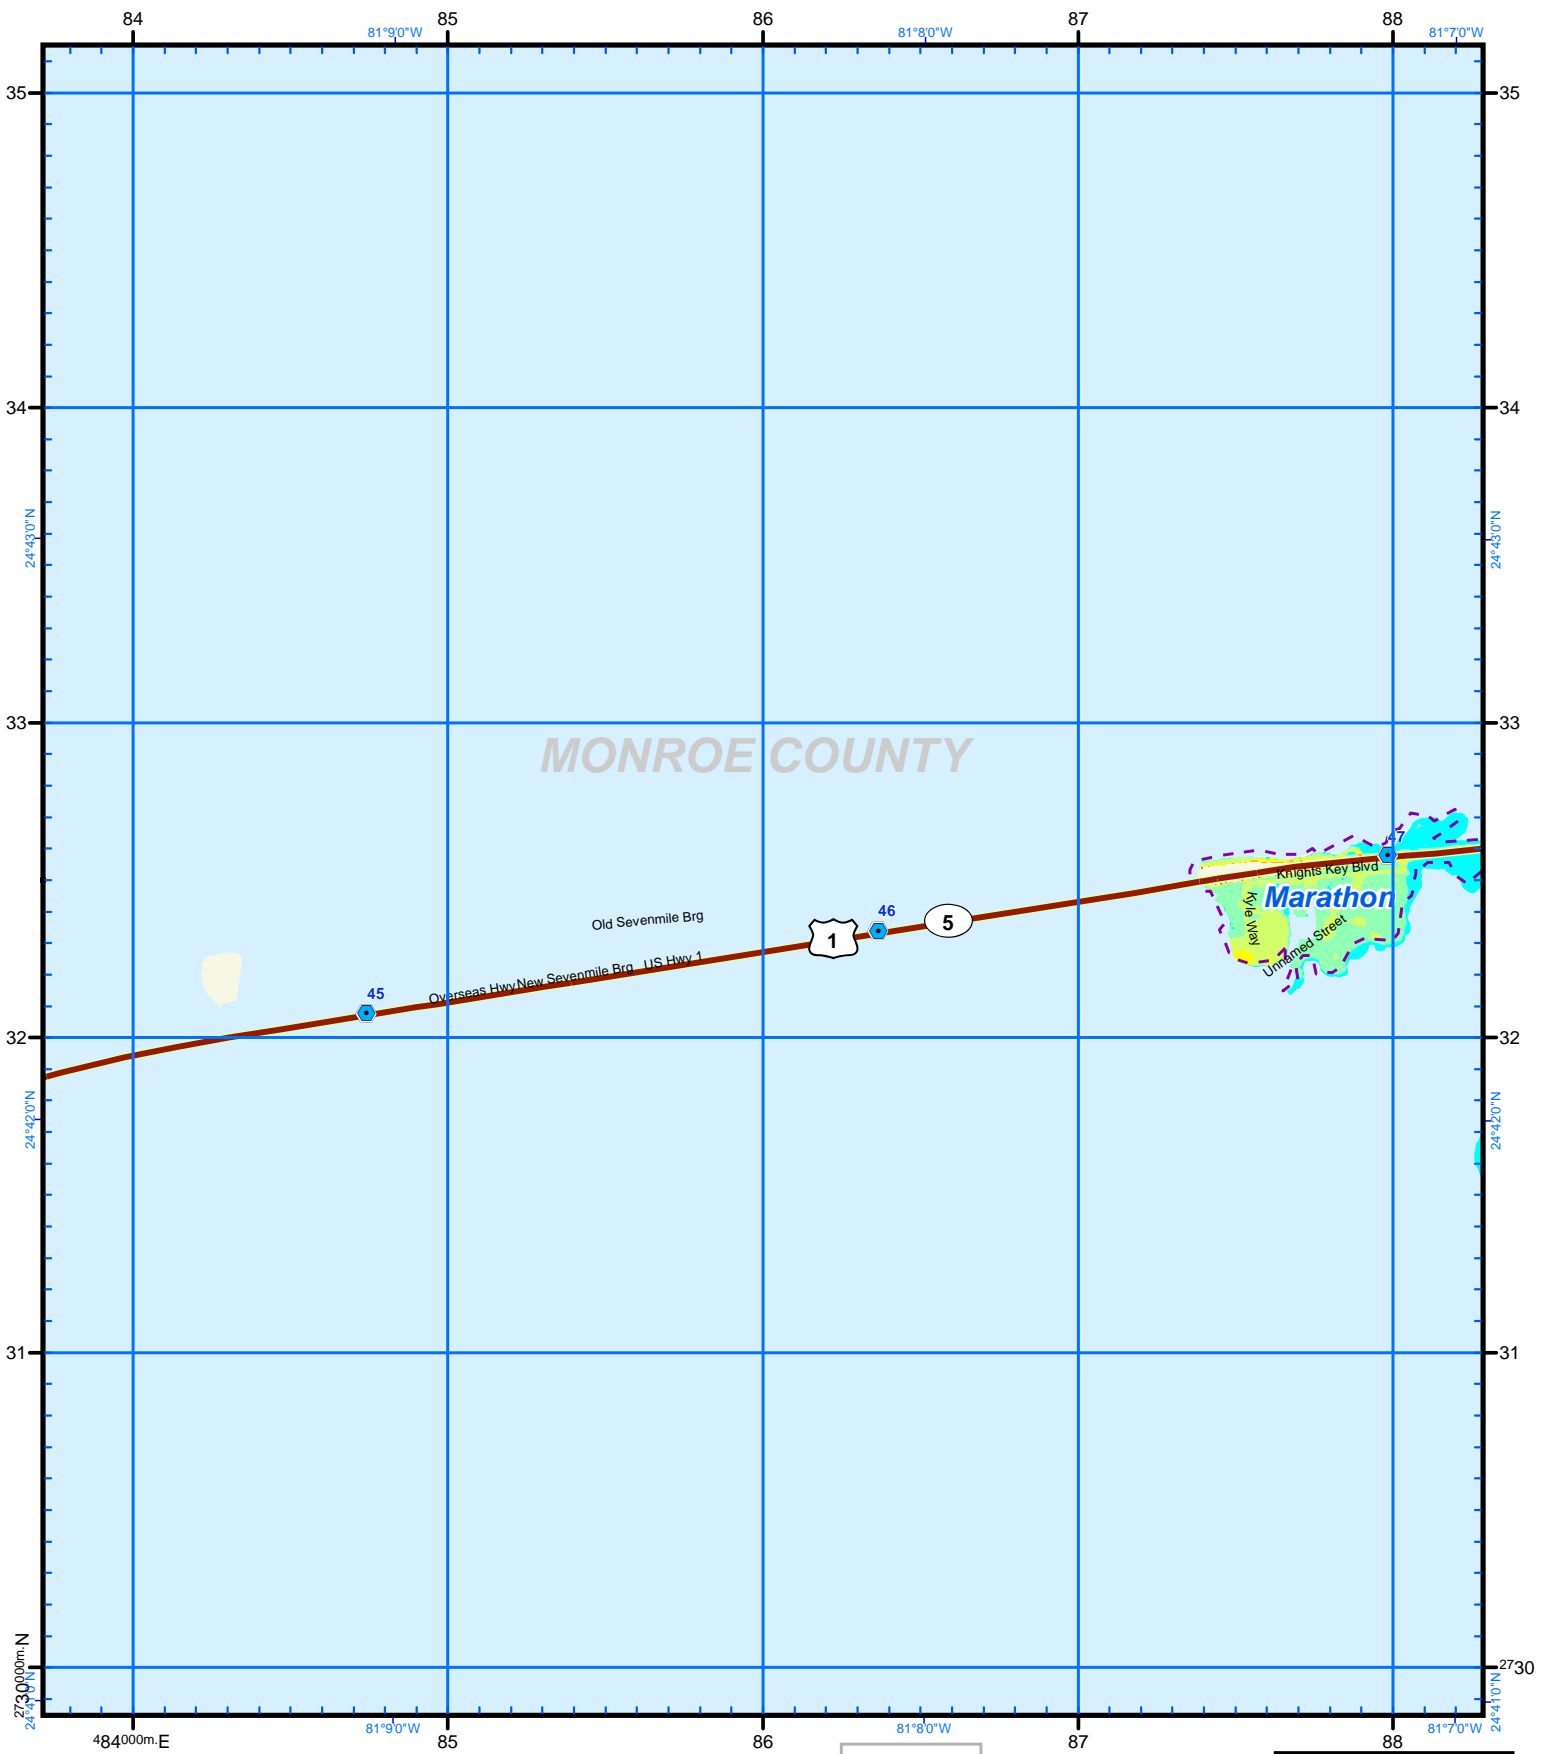 84 85 86 87 88
81°9'0"W 81°8'0"W 81°7'0"W
35 35
34 34
24°43'0"N 24°43'0"N
33 33
MONROE COUNTY
47
Knights Key Blvd
Marathon
Kyle Way
Unnamed Street
46
5
1
Old Sevenmile Brg
US Hwy 1
New Sevenmile Brg
Overseas Hwy
45
32 32
24°42'0"N 24°42'0"N
31 31
2730000m.N 2730
24°41'0"N 24°41'0"N
81°9'0"W 81°8'0"W 81°7'0"W
484000m.E 85 86 87 88